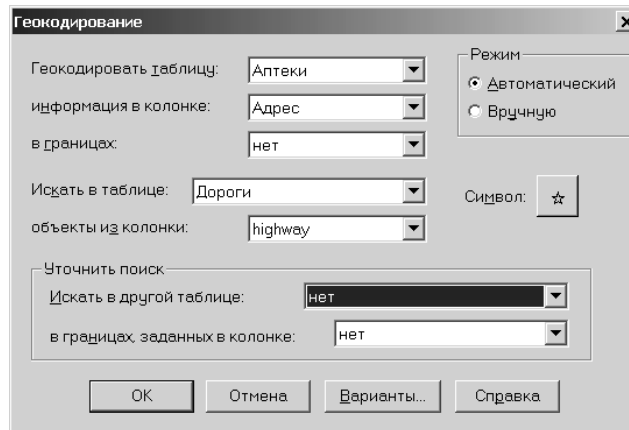 Геокодирование
Геокодировать таблицу: Аптеки
информация в колонке: Адрес
в границах: нет
Режим
Автоматический
Вручную
Искать в таблице: Дороги
объекты из колонки: highway
Символ:
Уточнить поиск
Искать в другой таблице: нет
в границах, заданных в колонке: нет
OK Отмена Варианты... Справка